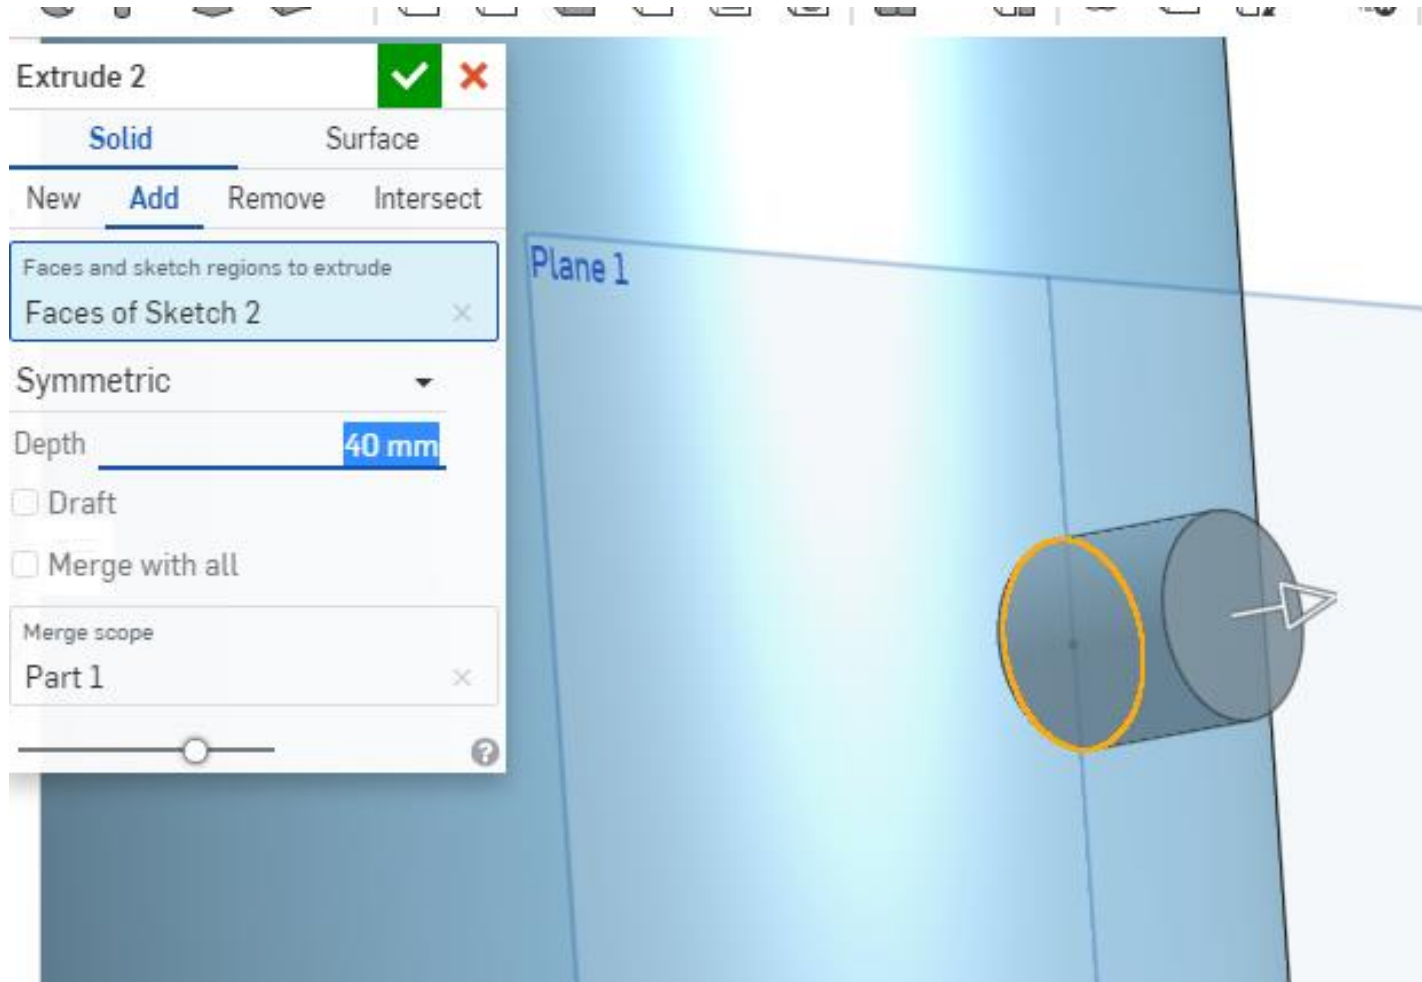 Extrude 2
Solid Surface
New Add Remove Intersect
Faces and sketch regions to extrude
Faces of Sketch 2
Symmetric
Depth 40 mm
Draft
Merge with all
Merge scope
Part 1
Plane 1